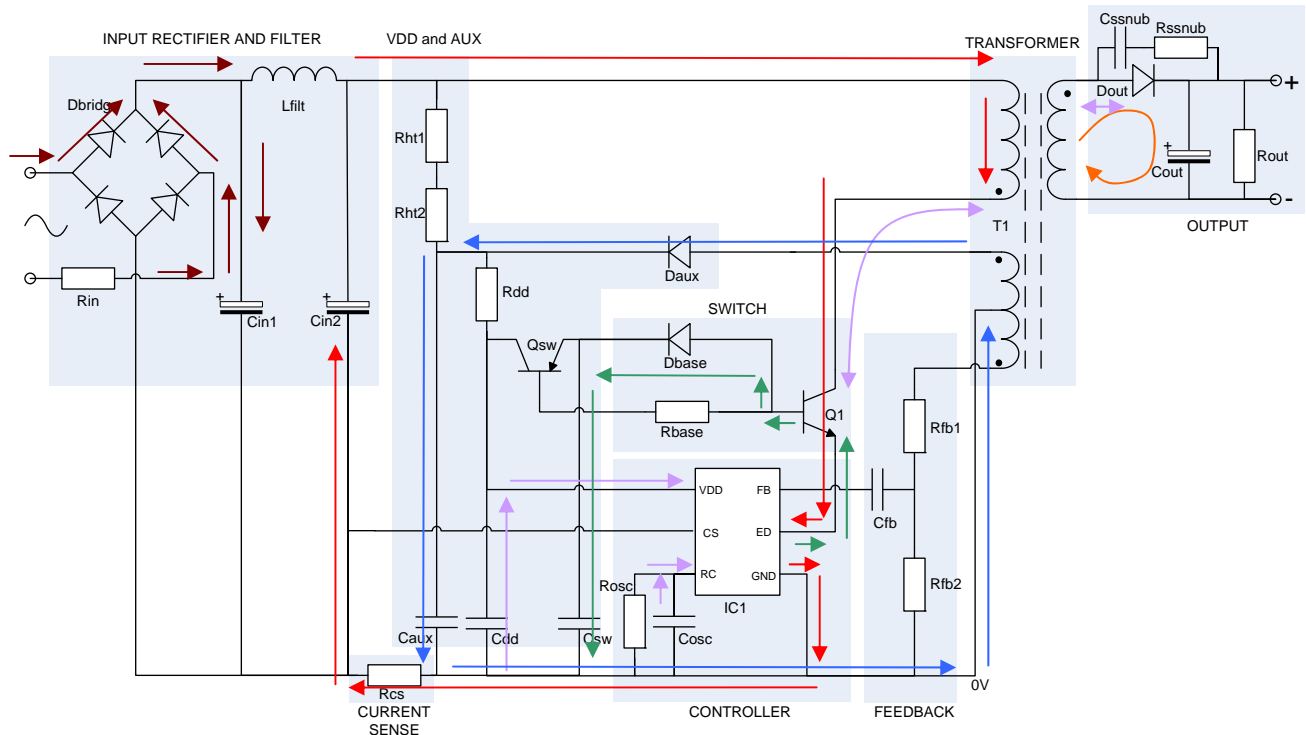 INPUT RECTIFIER AND FILTER
VDD and AUX
TRANSFORMER
Cssnub
Rssnub
Dbridg
Lfilt
Dout
+
Rht1
Rht2
+
Cout
Rout
-
OUTPUT
T1
Rin
+
Cin1
+
Cin2
Daux
Rdd
SWITCH
Qsw
Dbase
Rbase
Q1
Rfb1
VDD
FB
Cfb
CS
ED
RC
GND
Rosc
IC1
Rfb2
Caux
Cdd
Csw
Cosc
Rcs
0V
CURRENT
SENSE
CONTROLLER
FEEDBACK